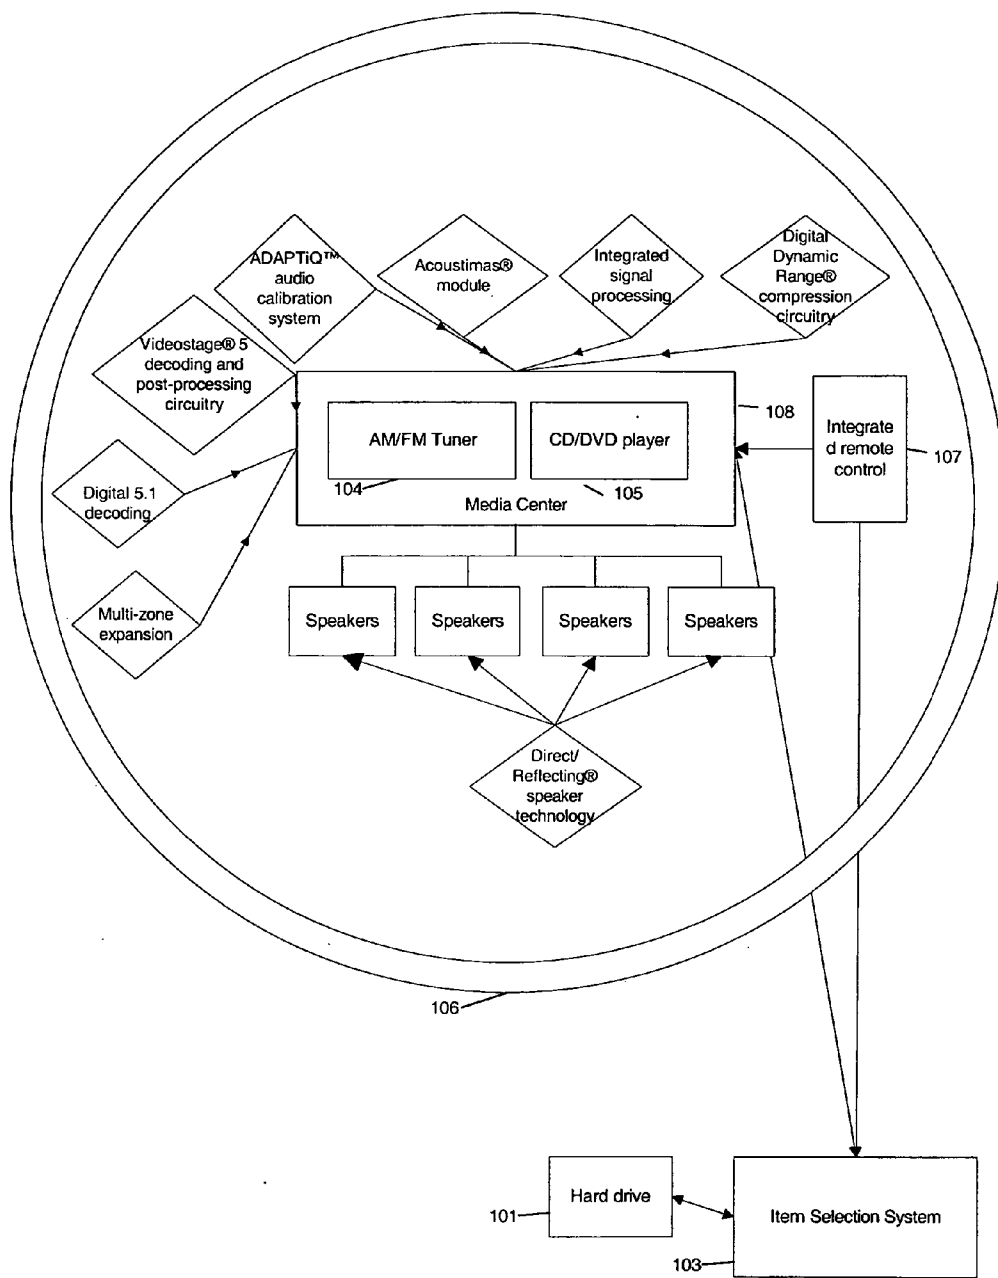 Digital
Dynamic
Range®
compression
circuitry
Integrated
signal
processing
Acoustimas®
module
ADAPTiQ™
audio
calibration
system
Videostage® 5
decoding and
post-processing
circuitry
108
AM/FM Tuner
CD/DVD player
Integrate
d remote
control
107
104
105
Media Center
Digital 5.1
decoding
Multi-zone
expansion
Speakers
Speakers
Speakers
Speakers
Direct/
Reflecting®
speaker
technology
106
Hard drive
101
Item Selection System
103